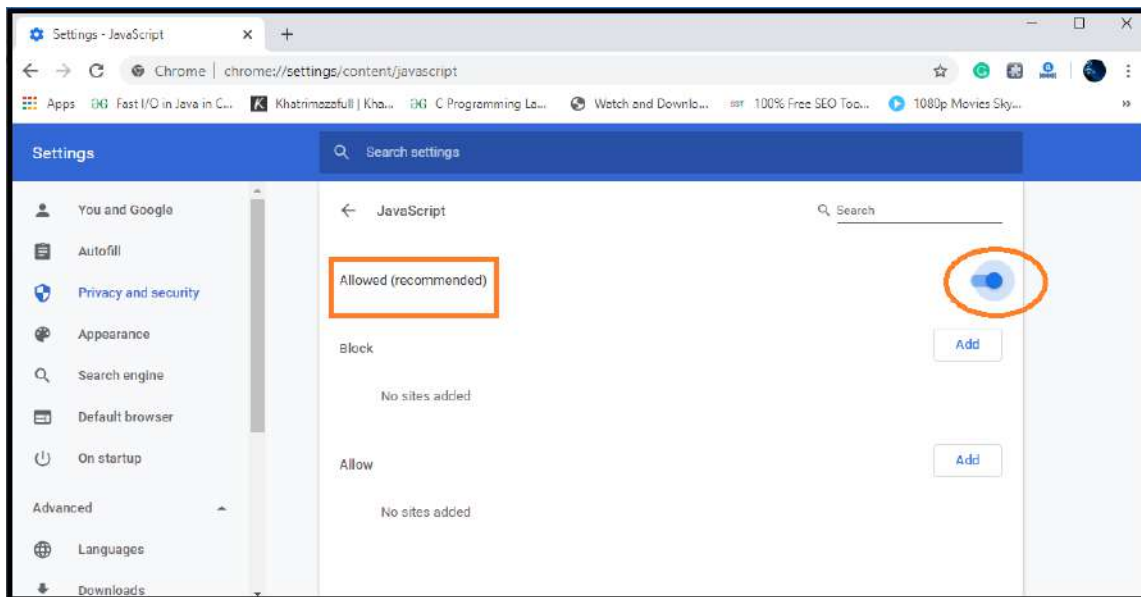 Settings - JavaScript
Chrome | chrome://settings/content/javascript
Apps
GG Fast I/O in Java in C...
K Khatrimazafull | Kha...
GG C Programming La...
Watch and Downlo...
SST 100% Free SEO Too...
1080p Movies Sky...
Settings
Search settings
You and Google
Autofill
Privacy and security
Appearance
Search engine
Default browser
On startup
Advanced
Languages
Downloads
JavaScript
Search
Allowed (recommended)
Block
Add
No sites added
Allow
Add
No sites added